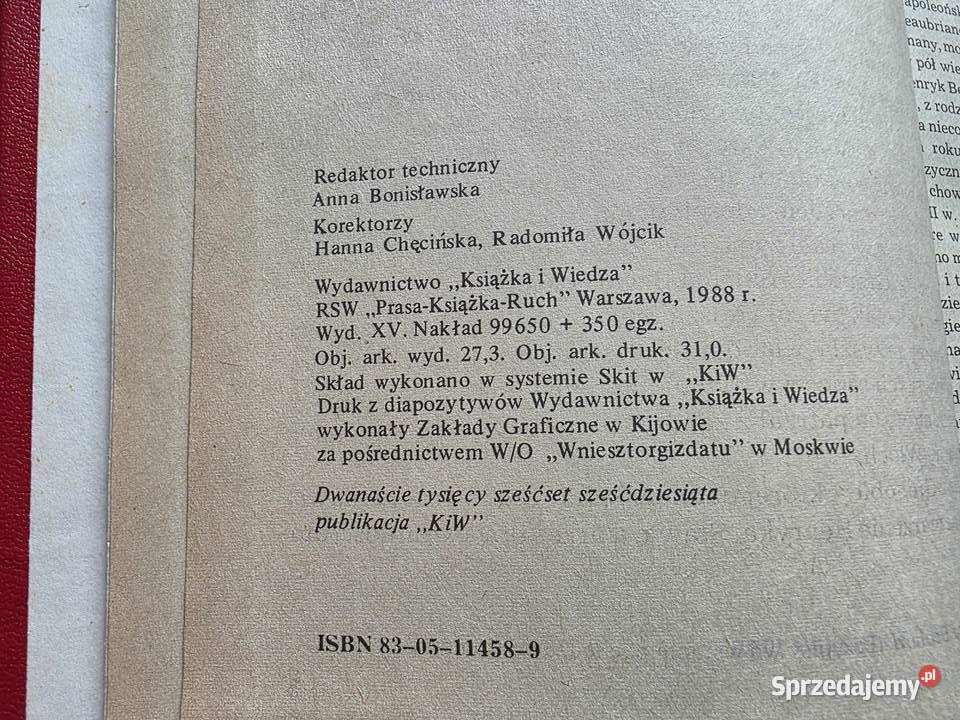 Redaktor techniczny
Anna Bonisławska
Korektorzy
Hanna Chęcińska, Radomiła Wójcik
Wydawnictwo „Książka i Wiedza”
RSW „Prasa-Książka-Ruch” Warszawa, 1988 r.
Wyd. XV. Nakład 99650 + 350 egz.
Obj. ark. wyd. 27,3. Obj. ark. druk. 31,0.
Skład wykonano w systemie Skit w „KiW”
Druk z diapozytywów Wydawnictwa „Książka i Wiedza”
wykonały Zakłady Graficzne w Kijowie
za pośrednictwem W/O „Wniesztorgizdatu” w Moskwie
Dwanaście tysięcy sześćset sześćdziesiąta
publikacja „KiW”
ISBN 83-05-11458-9
pół
z
nieco
roku
w.
w
i
Sprzedajemy.pl